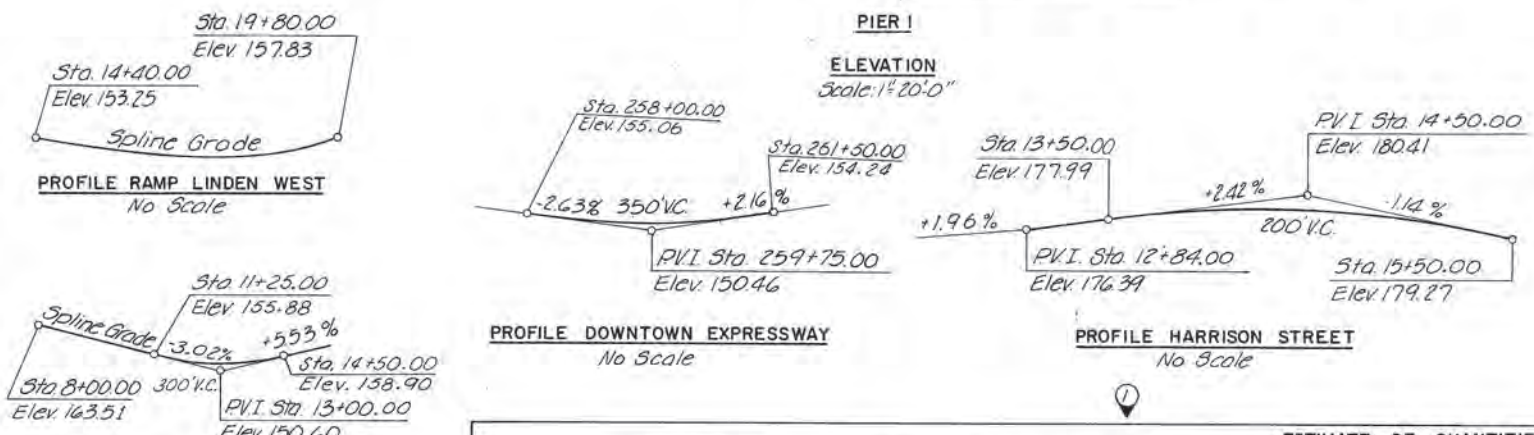 Sta. 19+80.00
Elev. 157.83
Sta. 14+40.00
Elev. 153.25
Spline Grade
PROFILE RAMP LINDEN WEST
No Scale
PIER 1
ELEVATION
Scale: 1"=20'-0"
Sta. 258+00.00
Elev. 155.06
Sta. 261+50.00
Elev. 154.24
-2.63%
350' V.C.
+2.16%
P.V.I. Sta. 259+75.00
Elev. 150.46
PROFILE DOWNTOWN EXPRESSWAY
No Scale
P.V.I. Sta. 14+50.00
Elev. 180.41
Sta. 13+50.00
Elev. 177.99
+1.96%
+2.42%
-1.14%
200' V.C.
P.V.I. Sta. 12+84.00
Elev. 176.39
Sta. 15+50.00
Elev. 179.27
PROFILE HARRISON STREET
No Scale
Sta. 11+25.00
Elev. 155.88
Spline Grade
-3.02%
+5.53%
Sta. 14+50.00
Elev. 158.90
300' V.C.
Sta. 8+00.00
Elev. 163.51
P.V.I. Sta. 13+00.00
Elev. 150.60
1